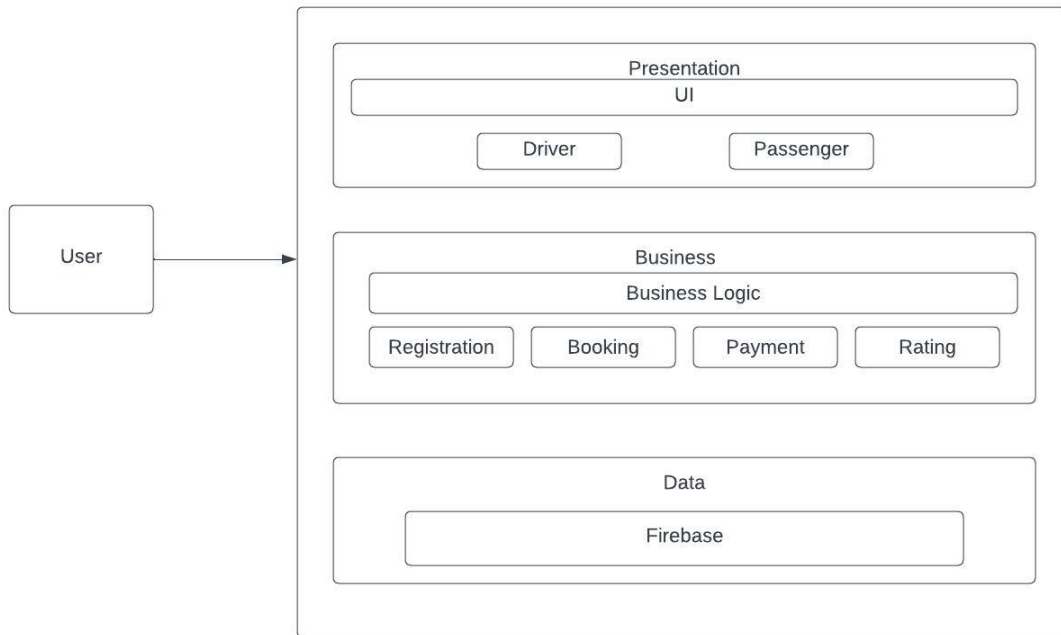 Presentation
UI
Driver
Passenger
User
Business
Business Logic
Registration
Booking
Payment
Rating
Data
Firebase